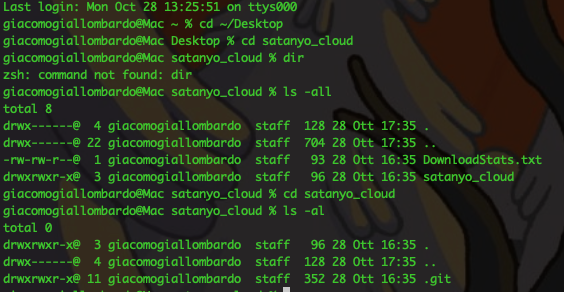 Last login: Mon Oct 28 13:25:51 on ttys000
giacomogiallombardo@Mac ~ % cd ~/Desktop
giacomogiallombardo@Mac Desktop % cd satanyo_cloud
giacomogiallombardo@Mac satanyo_cloud % dir
zsh: command not found: dir
giacomogiallombardo@Mac satanyo_cloud % ls -all
total 8
drwx------@  4 giacomogiallombardo  staff  128 28 Ott 17:35 .
drwx------@ 22 giacomogiallombardo  staff  704 28 Ott 17:35 ..
-rw-rw-r--@  1 giacomogiallombardo  staff   93 28 Ott 16:35 DownloadStats.txt
drwxrwxr-x@  3 giacomogiallombardo  staff   96 28 Ott 16:35 satanyo_cloud
giacomogiallombardo@Mac satanyo_cloud % cd satanyo_cloud
giacomogiallombardo@Mac satanyo_cloud % ls -al
total 0
drwxrwxr-x@  3 giacomogiallombardo  staff   96 28 Ott 16:35 .
drwx------@  4 giacomogiallombardo  staff  128 28 Ott 17:35 ..
drwxrwxr-x@ 11 giacomogiallombardo  staff  352 28 Ott 16:35 .git